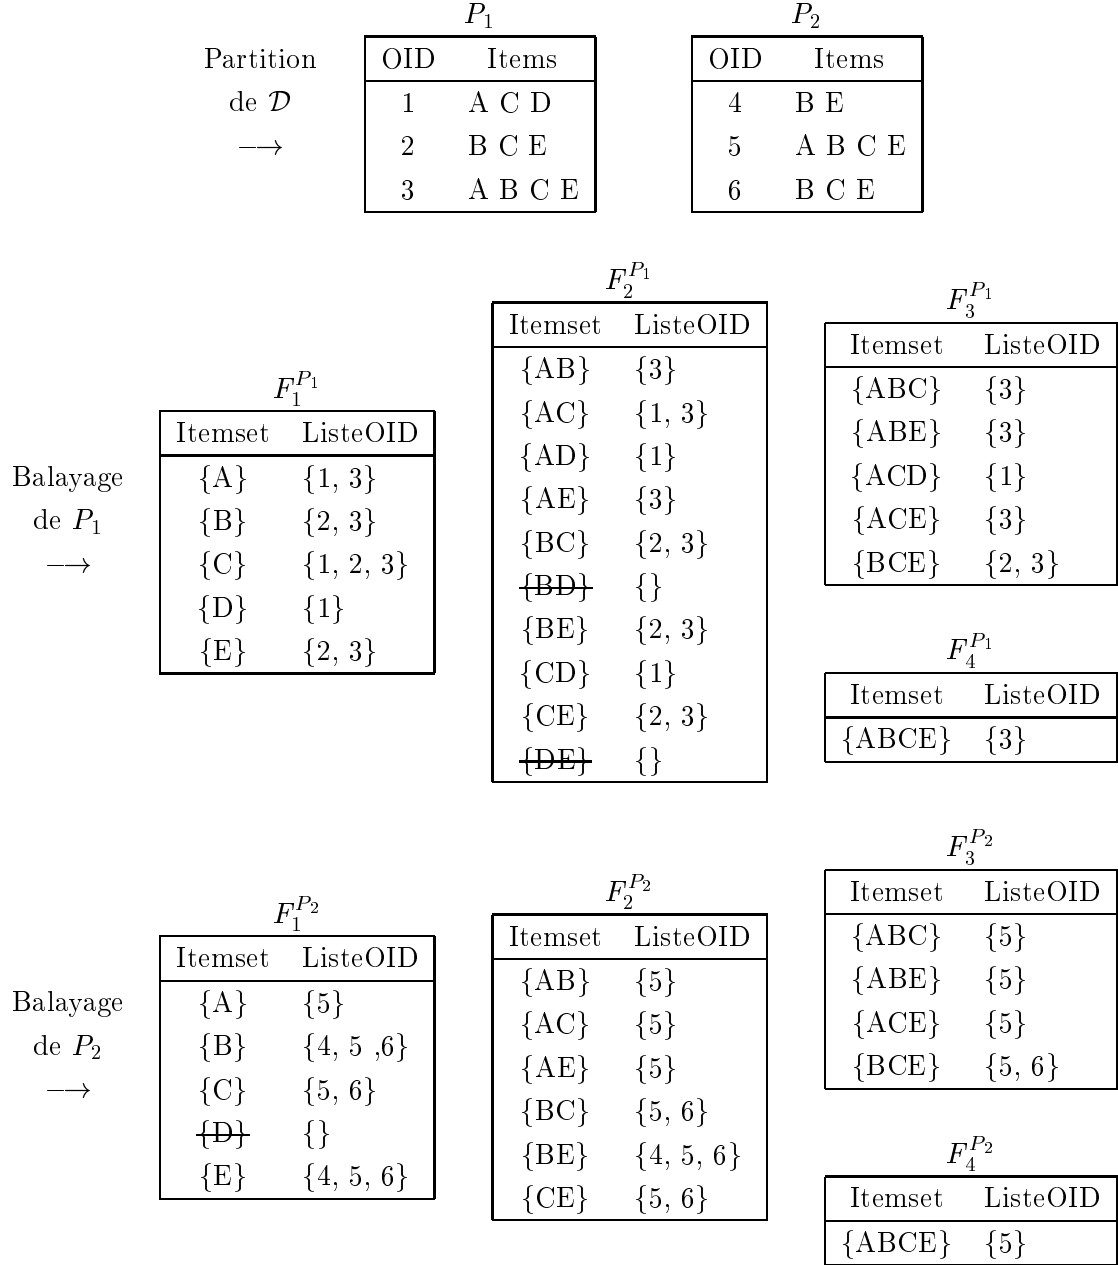 P1 P2
Partition
de D
⟶
OID Items
1 A C D
2 B C E
3 A B C E
OID Items
4 B E
5 A B C E
6 B C E
Balayage
de P1
⟶
F1^P1
Itemset ListeOID
{A} {1, 3}
{B} {2, 3}
{C} {1, 2, 3}
{D} {1}
{E} {2, 3}
F2^P1
Itemset ListeOID
{AB} {3}
{AC} {1, 3}
{AD} {1}
{AE} {3}
{BC} {2, 3}
{BD} {}
{BE} {2, 3}
{CD} {1}
{CE} {2, 3}
{DE} {}
F3^P1
Itemset ListeOID
{ABC} {3}
{ABE} {3}
{ACD} {1}
{ACE} {3}
{BCE} {2, 3}
F4^P1
Itemset ListeOID
{ABCE} {3}
Balayage
de P2
⟶
F1^P2
Itemset ListeOID
{A} {5}
{B} {4, 5 ,6}
{C} {5, 6}
{D} {}
{E} {4, 5, 6}
F2^P2
Itemset ListeOID
{AB} {5}
{AC} {5}
{AE} {5}
{BC} {5, 6}
{BE} {4, 5, 6}
{CE} {5, 6}
F3^P2
Itemset ListeOID
{ABC} {5}
{ABE} {5}
{ACE} {5}
{BCE} {5, 6}
F4^P2
Itemset ListeOID
{ABCE} {5}